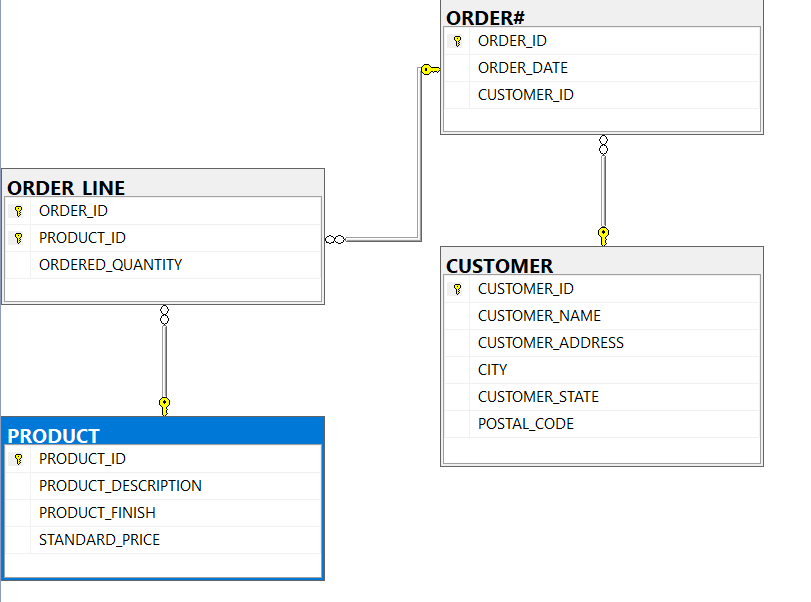 ORDER#
ORDER_ID
ORDER_DATE
CUSTOMER_ID
ORDER_LINE
ORDER_ID
PRODUCT_ID
ORDERED_QUANTITY
CUSTOMER
CUSTOMER_ID
CUSTOMER_NAME
CUSTOMER_ADDRESS
CITY
CUSTOMER_STATE
POSTAL_CODE
PRODUCT
PRODUCT_ID
PRODUCT_DESCRIPTION
PRODUCT_FINISH
STANDARD_PRICE